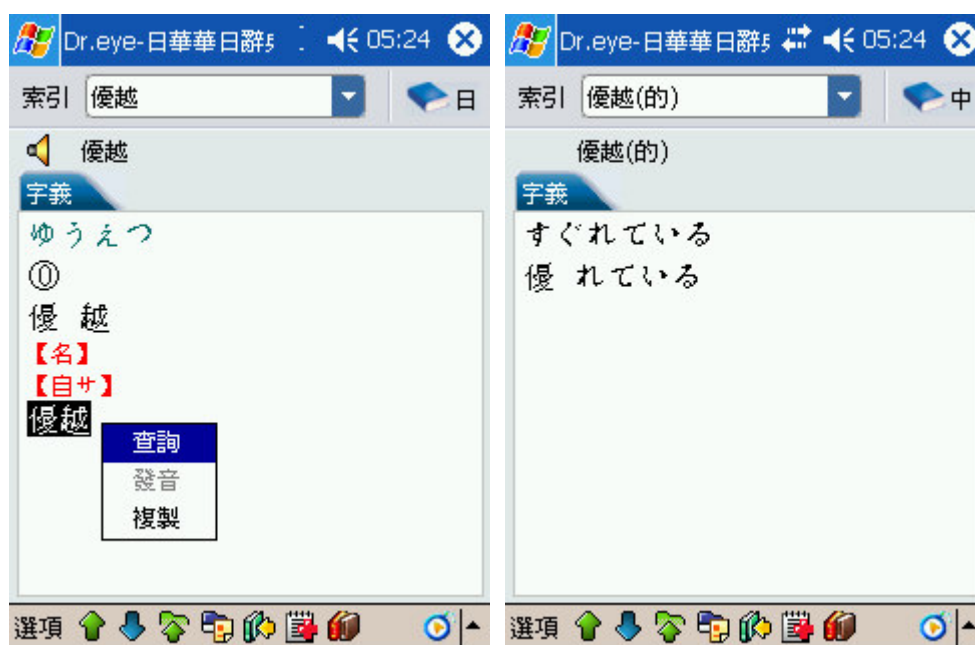 Dr.eye-日華華日辭
05:24
索引 優越
日
優越
字義
ゆうえつ
⓪
優 越
【名】
【自サ】
優越
查詢
發音
複製
選項
Dr.eye-日華華日辭
05:24
索引 優越(的)
中
優越(的)
字義
すぐれている
優 れている
選項